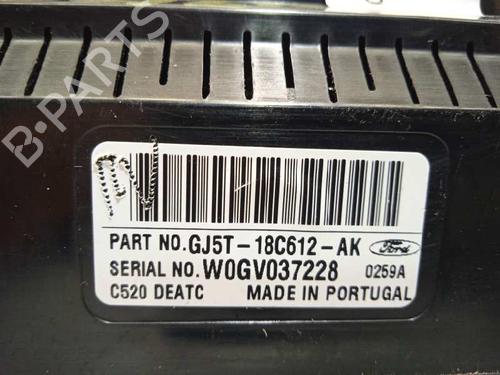 B-PARTS
PART NO.GJ5T-18C612-AK Ford
SERIAL NO.W0GV037228 0259A
C520 DEATC MADE IN PORTUGAL